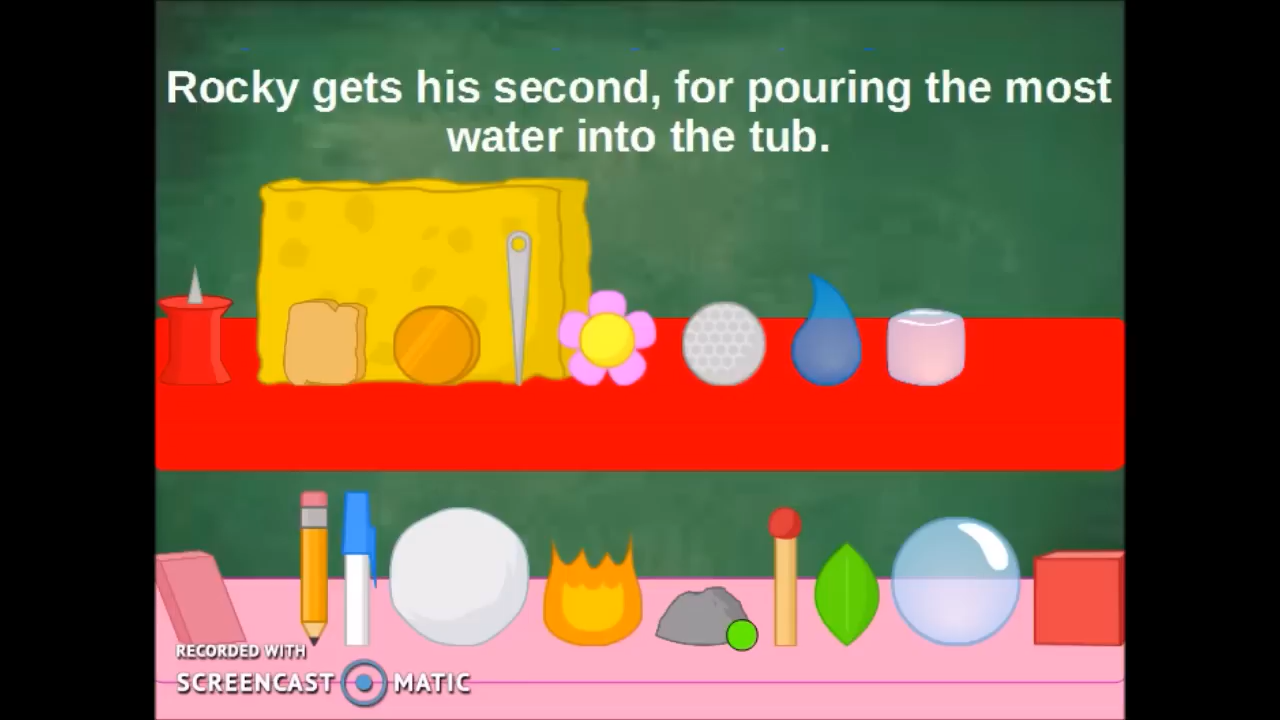 Rocky gets his second, for pouring the most
water into the tub.
RECORDED WITH
SCREENCAST MATIC